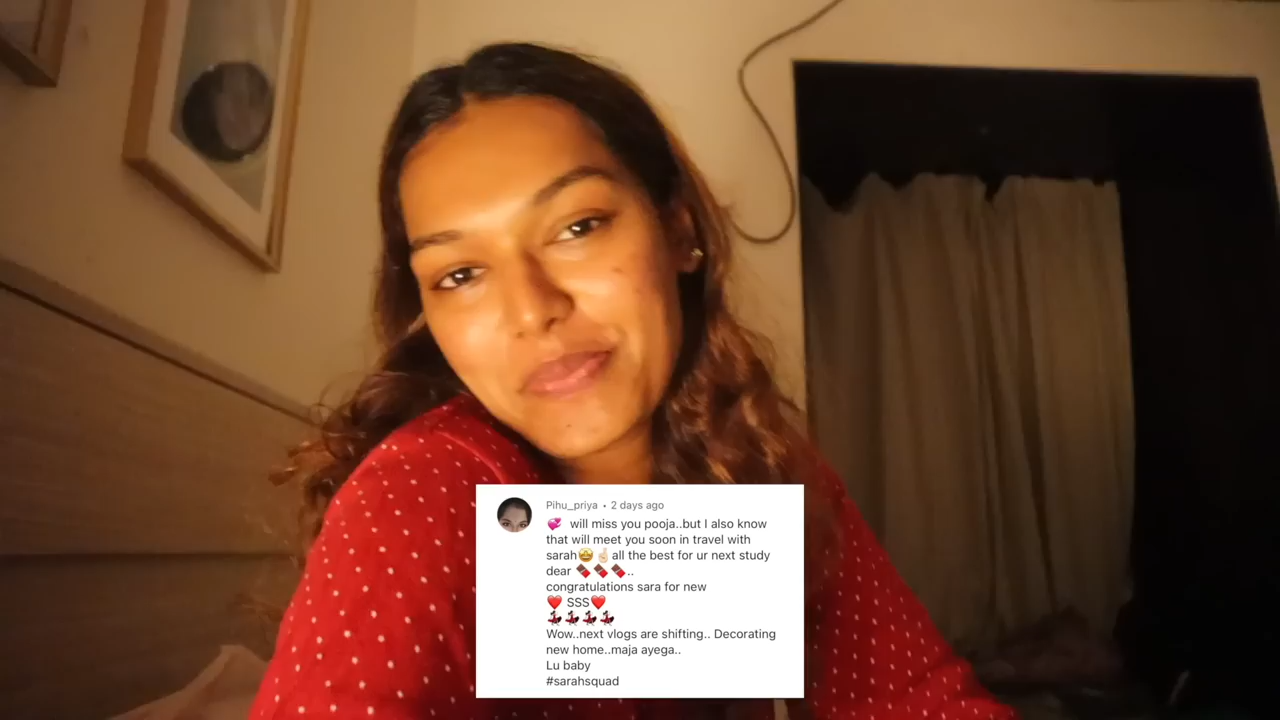 Pihu_priya • 2 days ago
💞 will miss you pooja..but I also know
that will meet you soon in travel with
sarah🤩🤞🏻all the best for ur next study
dear 🍫🍫🍫..
congratulations sara for new
❤️ SSS❤️
💃🏻💃🏻💃🏻💃🏻
Wow..next vlogs are shifting.. Decorating
new home..maja ayega..
Lu baby
#sarahsquad